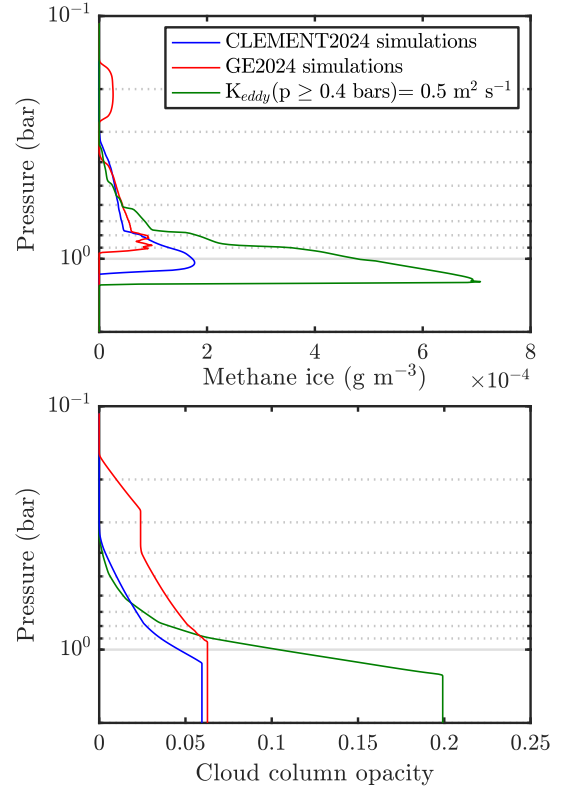 10⁻¹
CLEMENT2024 simulations
GE2024 simulations
K_eddy(p ≥ 0.4 bars)= 0.5 m² s⁻¹
Pressure (bar)
10⁰
0 2 4 6 8
Methane ice (g m⁻³) ×10⁻⁴
10⁻¹
Pressure (bar)
10⁰
0 0.05 0.1 0.15 0.2 0.25
Cloud column opacity